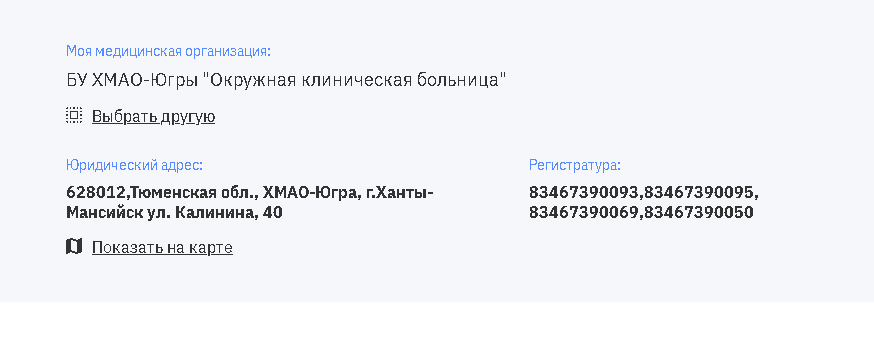 Моя медицинская организация:
БУ ХМАО-Югры "Окружная клиническая больница"
Выбрать другую
Юридический адрес:
628012,Тюменская обл., ХМАО-Югра, г.Ханты-
Мансийск ул. Калинина, 40
Показать на карте
Регистратура:
83467390093,83467390095,
83467390069,83467390050